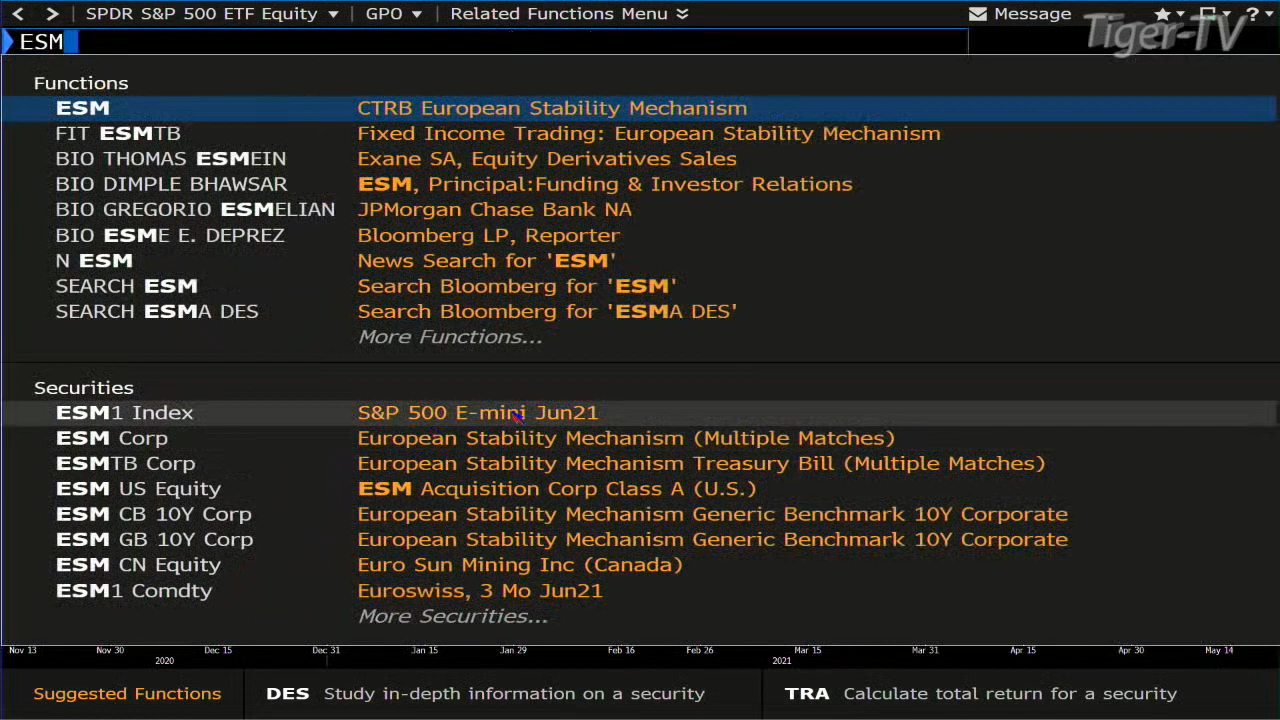 SPDR S&P 500 ETF Equity GPO Related Functions Menu Message ?
Tiger-TV
ESM
Functions
ESM CTRB European Stability Mechanism
FIT ESMTB Fixed Income Trading: European Stability Mechanism
BIO THOMAS ESMEIN Exane SA, Equity Derivatives Sales
BIO DIMPLE BHAWSAR ESM, Principal:Funding & Investor Relations
BIO GREGORIO ESMELIAN JPMorgan Chase Bank NA
BIO ESME E. DEPREZ Bloomberg LP, Reporter
N ESM News Search for 'ESM'
SEARCH ESM Search Bloomberg for 'ESM'
SEARCH ESMA DES Search Bloomberg for 'ESMA DES'
More Functions...
Securities
ESM1 Index S&P 500 E-mini Jun21
ESM Corp European Stability Mechanism (Multiple Matches)
ESMTB Corp European Stability Mechanism Treasury Bill (Multiple Matches)
ESM US Equity ESM Acquisition Corp Class A (U.S.)
ESM CB 10Y Corp European Stability Mechanism Generic Benchmark 10Y Corporate
ESM GB 10Y Corp European Stability Mechanism Generic Benchmark 10Y Corporate
ESM CN Equity Euro Sun Mining Inc (Canada)
ESM1 Comdty Euroswiss, 3 Mo Jun21
More Securities...
Nov 13 Nov 30 Dec 15 Dec 31 Jan 15 Jan 29 Feb 16 Feb 26 Mar 15 Mar 31 Apr 15 Apr 30 May 14
2020 2021
Suggested Functions DES Study in-depth information on a security TRA Calculate total return for a security